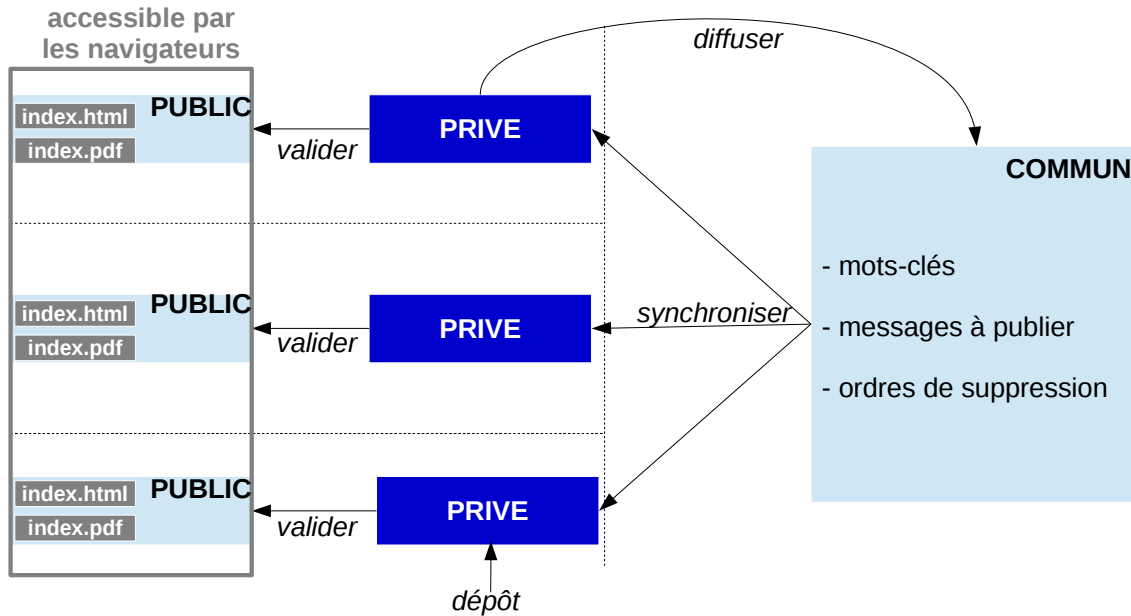 accessible par
les navigateurs
diffuser
PUBLIC
index.html
index.pdf
valider
PRIVE
COMMUN
- mots-clés
- messages à publier
- ordres de suppression
synchroniser
PUBLIC
index.html
index.pdf
valider
PRIVE
PUBLIC
index.html
index.pdf
valider
PRIVE
dépôt